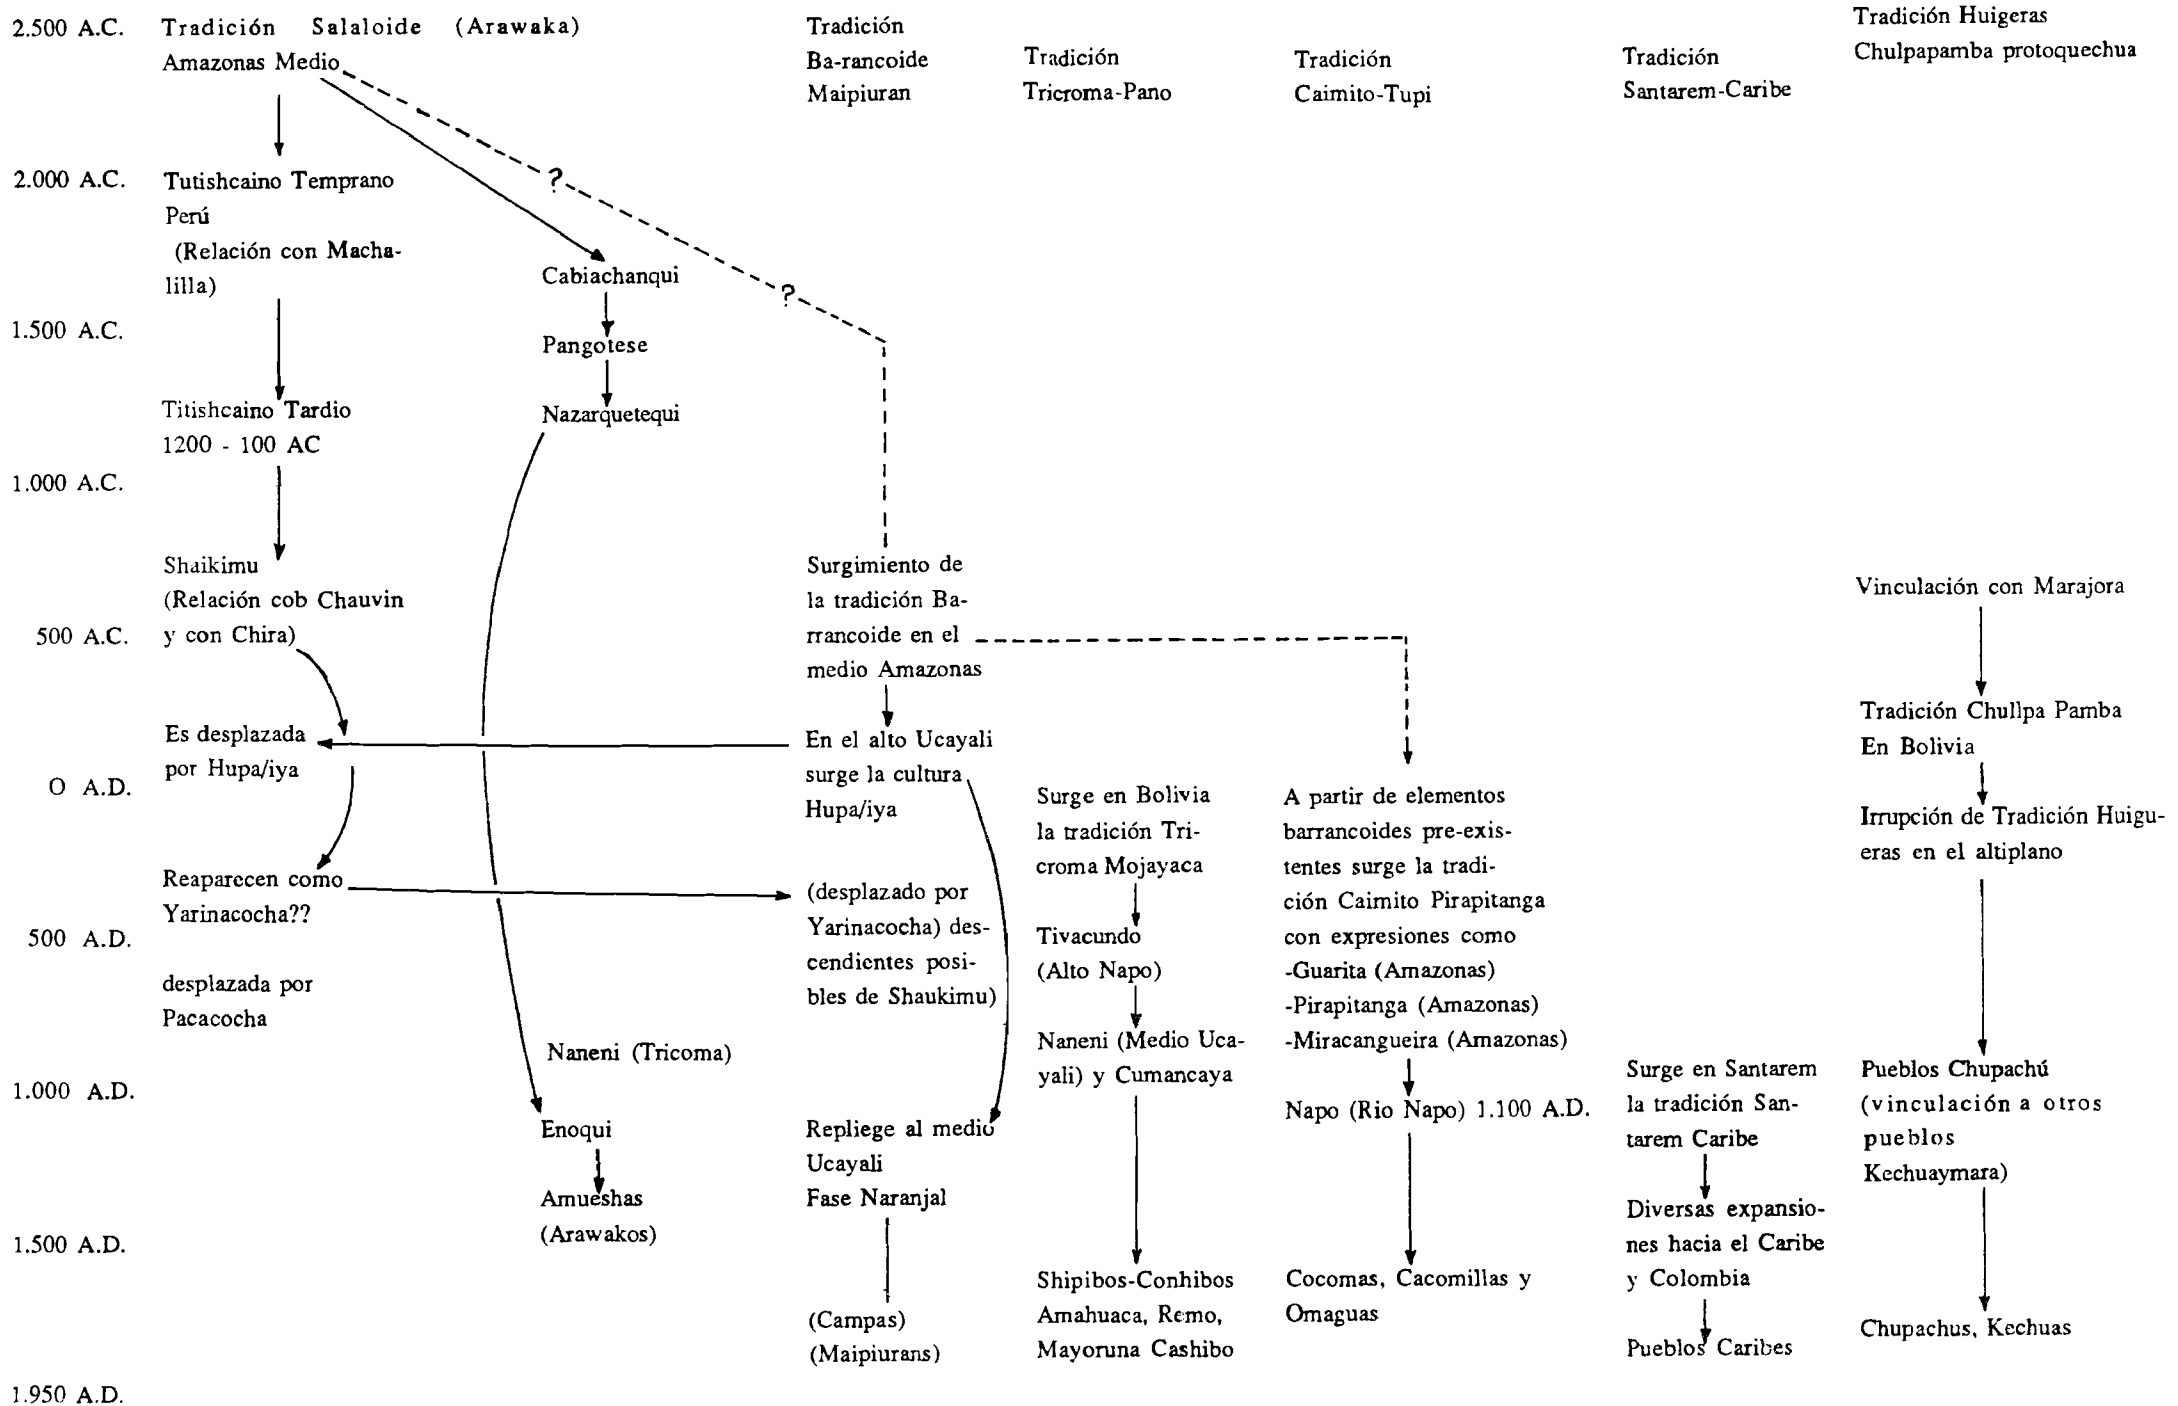 2.500 A.C.
2.000 A.C.
1.500 A.C.
1.000 A.C.
500 A.C.
O A.D.
500 A.D.
1.000 A.D.
1.500 A.D.
1.950 A.D.
Tradición Salaloide (Arawaka)
Amazonas Medio
Tutishcaino Temprano
Perú
(Relación con Macha-
lilla)
Titishcaino Tardio
1200 - 100 AC
Shaikimu
(Relación cob Chauvin
y con Chira)
Es desplazada
por Hupa/iya
Reaparecen como
Yarinacocha??
desplazada por
Pacacocha
?
?
Cabiachanqui
Pangotese
Nazarquetequi
Naneni (Tricoma)
Enoqui
Amueshas
(Arawakos)
Tradición
Ba-rancoide
Maipiuran
Surgimiento de
la tradición Ba-
rrancoide en el
medio Amazonas
En el alto Ucayali
surge la cultura
Hupa/iya
(desplazado por
Yarinacocha) des-
cendientes posi-
bles de Shaukimu)
Repliege al medio
Ucayali
Fase Naranjal
(Campas)
(Maipiurans)
Tradición
Tricroma-Pano
Surge en Bolivia
la tradición Tri-
croma Mojayaca
Tivacundo
(Alto Napo)
Naneni (Medio Uca-
yali) y Cumancaya
Shipibos-Conhibos
Amahuaca, Remo,
Mayoruna Cashibo
Tradición
Caimito-Tupi
A partir de elementos
barrancoides pre-exis-
tentes surge la tradi-
ción Caimito Pirapitanga
con expresiones como
-Guarita (Amazonas)
-Pirapitanga (Amazonas)
-Miracangueira (Amazonas)
Napo (Rio Napo) 1.100 A.D.
Cocomas, Cacomillas y
Omaguas
Tradición
Santarem-Caribe
Surge en Santarem
la tradición San-
tarem Caribe
Diversas expansio-
nes hacia el Caribe
y Colombia
Pueblos Caribes
Tradición Huigeras
Chulpapamba protoquechua
Vinculación con Marajora
Tradición Chullpa Pamba
En Bolivia
Irrupción de Tradición Huigu-
eras en el altiplano
Pueblos Chupachú
(vinculación a otros
pueblos
Kechuaymara)
Chupachus, Kechuas